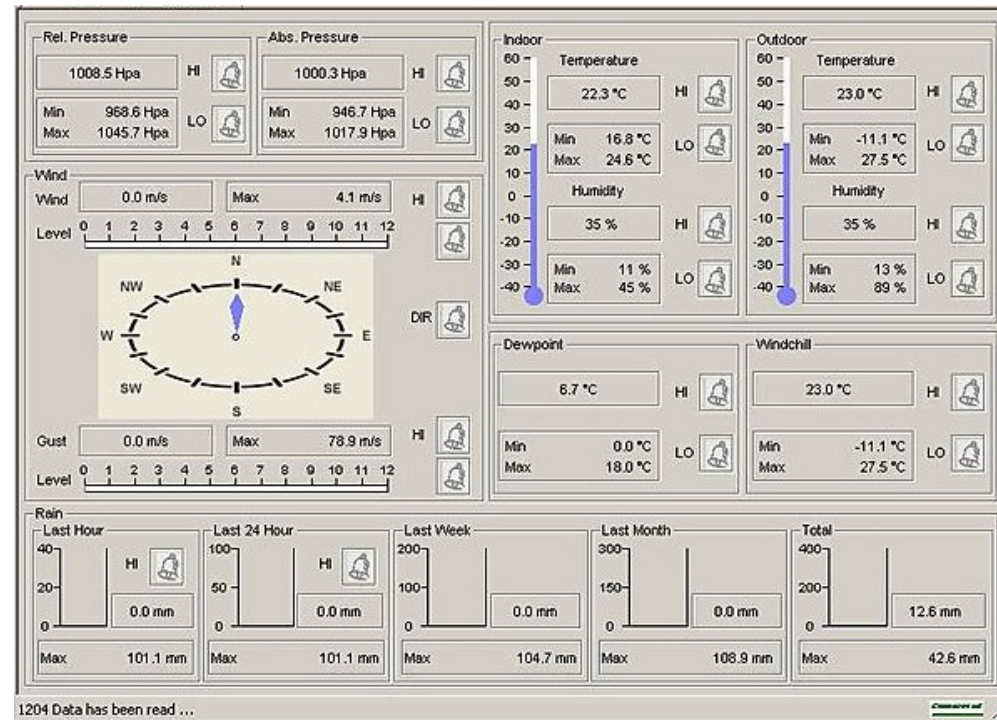 Rel. Pressure
1008.5 Hpa
HI
Min 968.6 Hpa
Max 1045.7 Hpa
LO
Abs. Pressure
1000.3 Hpa
HI
Min 946.7 Hpa
Max 1017.9 Hpa
LO
Wind
Wind 0.0 m/s Max 4.1 m/s HI
Level 0 1 2 3 4 5 6 7 8 9 10 11 12
N
NW NE
W E
DIR
SW SE
S
Gust 0.0 m/s Max 78.9 m/s HI
Level 0 1 2 3 4 5 6 7 8 9 10 11 12
Indoor
60
50
40
30
20
10
0
-10
-20
-30
-40
Temperature
22.3 °C HI
Min 16.8 °C
Max 24.6 °C
LO
Humidity
35 % HI
Min 11 %
Max 45 %
LO
Outdoor
60
50
40
30
20
10
0
-10
-20
-30
-40
Temperature
23.0 °C HI
Min -11.1 °C
Max 27.5 °C
LO
Humidity
35 % HI
Min 13 %
Max 89 %
LO
Dewpoint
6.7 °C HI
Min 0.0 °C
Max 18.0 °C
LO
Windchill
23.0 °C HI
Min -11.1 °C
Max 27.5 °C
LO
Rain
Last Hour
40
20
0
HI
0.0 mm
Max 101.1 mm
Last 24 Hour
100
50
0
HI
0.0 mm
Max 101.1 mm
Last Week
200
100
0
0.0 mm
Max 104.7 mm
Last Month
300
150
0
0.0 mm
Max 108.9 mm
Total
400
200
0
12.6 mm
Max 42.6 mm
1204 Data has been read ...